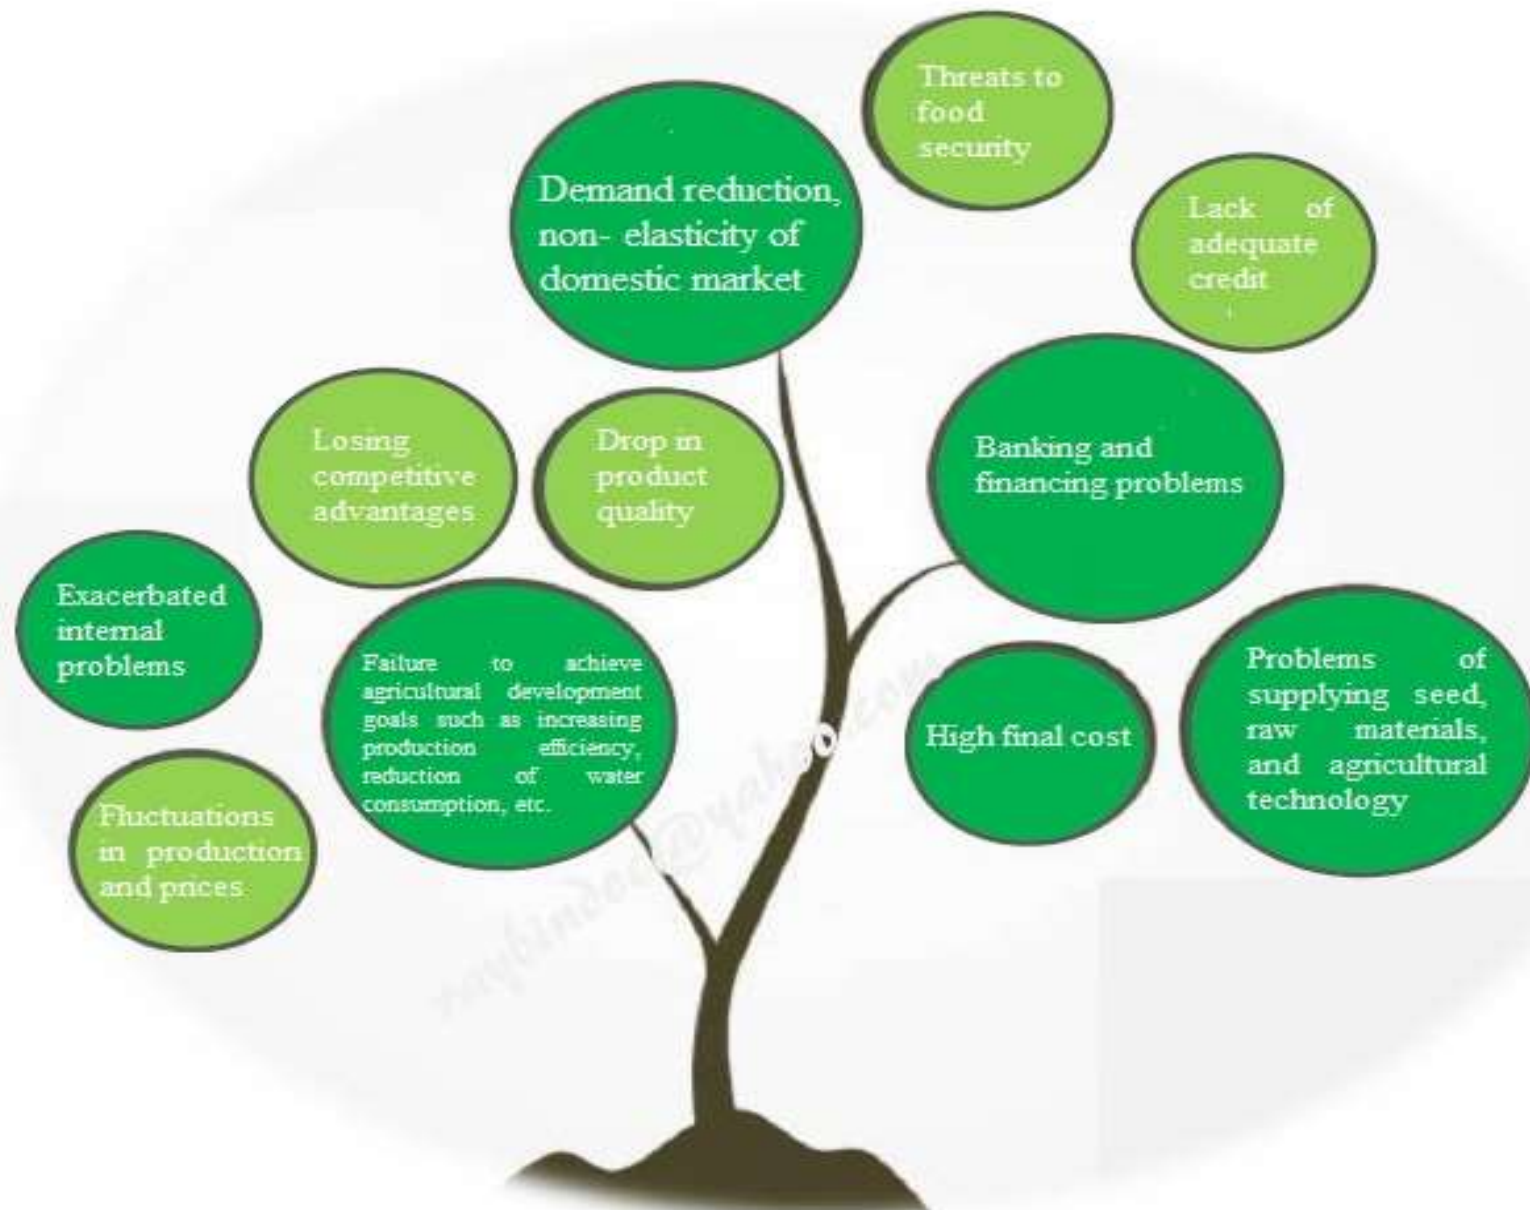 Threats to
food
security
Demand reduction,
non- elasticity of
domestic market
Lack of
adequate
credit
Losing
competitive
advantages
Drop in
product
quality
Banking and
financing problems
Exacerbated
internal
problems
Failure to achieve
agricultural development
goals such as increasing
production efficiency,
reduction of water
consumption, etc.
High final cost
Problems of
supplying seed,
raw materials,
and agricultural
technology
Fluctuations
in production
and prices